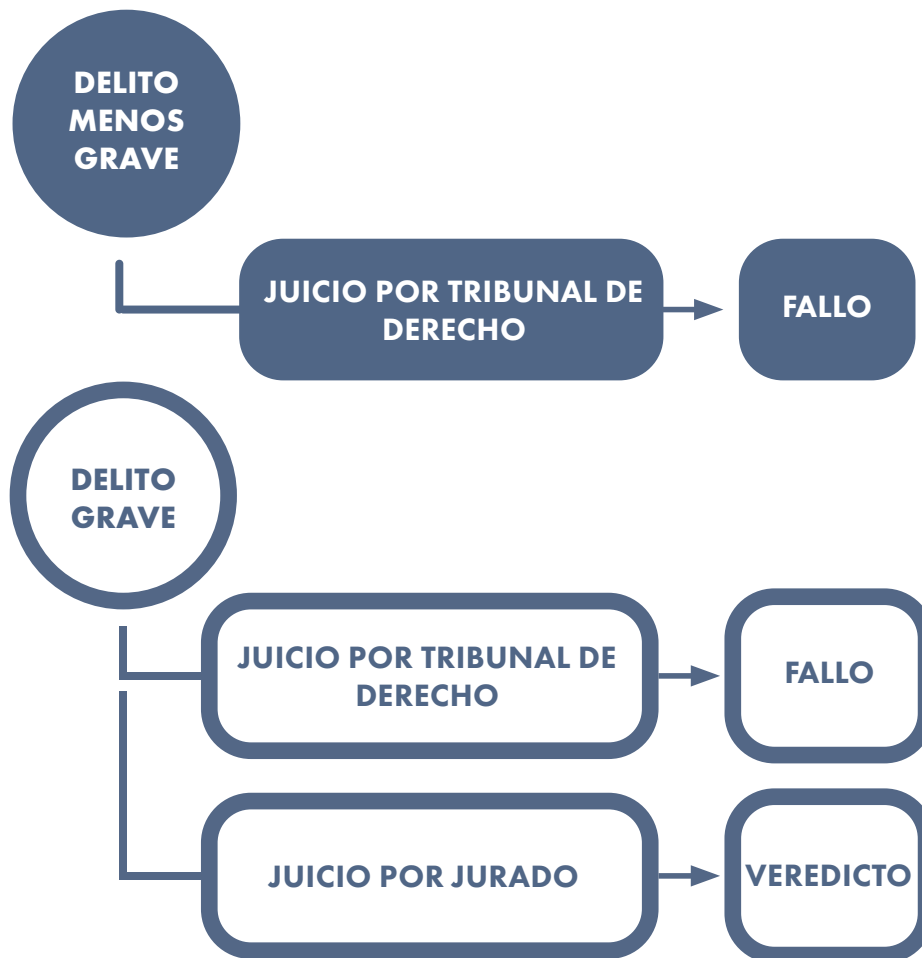 DELITO
MENOS
GRAVE
JUICIO POR TRIBUNAL DE
DERECHO
FALLO
DELITO
GRAVE
JUICIO POR TRIBUNAL DE
DERECHO
FALLO
JUICIO POR JURADO
VEREDICTO